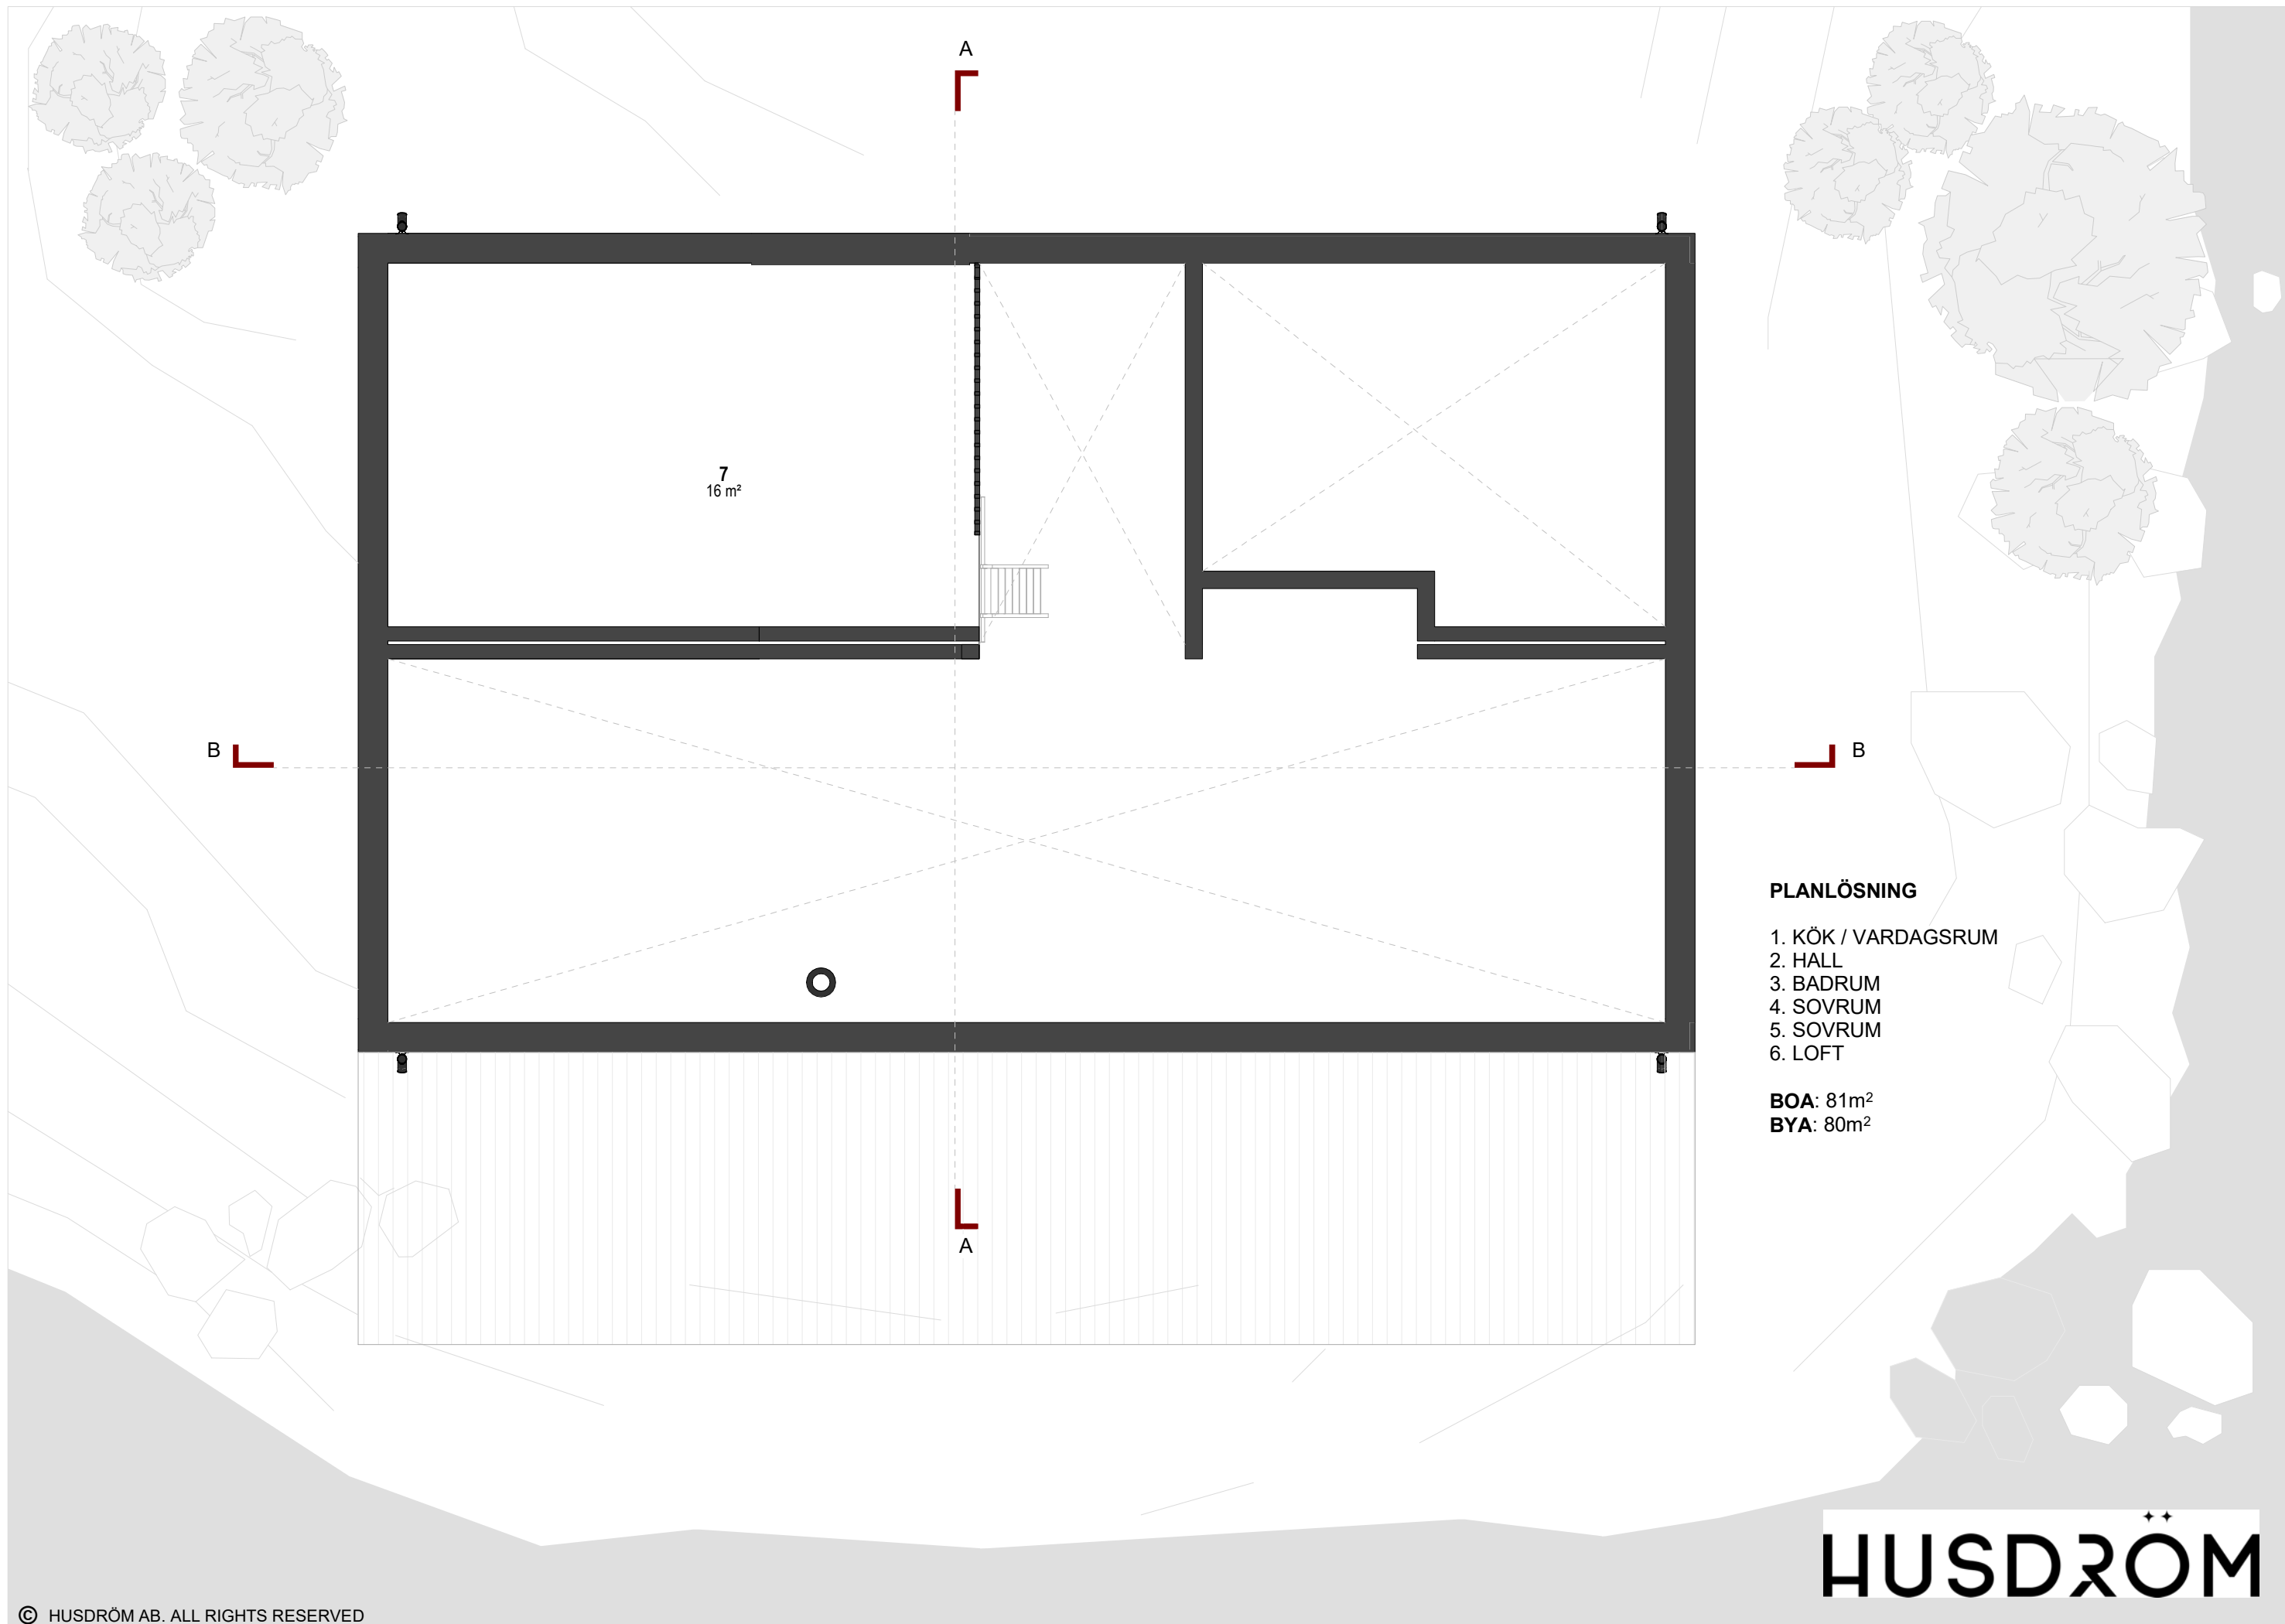 A
7
16 m²
B
B
PLANLÖSNING
1. KÖK / VARDAGSRUM
2. HALL
3. BADRUM
4. SOVRUM
5. SOVRUM
6. LOFT
BOA: 81m²
BYA: 80m²
A
HUSDRÖM
© HUSDRÖM AB. ALL RIGHTS RESERVED